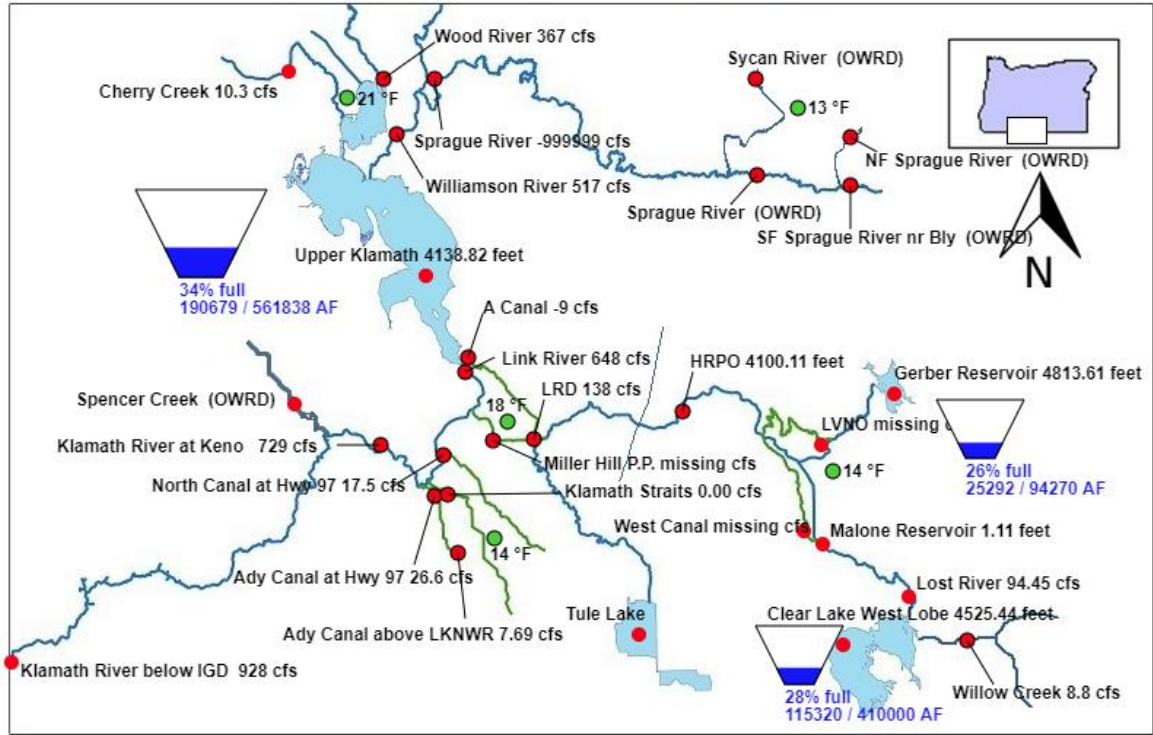 Wood River 367 cfs
Sycan River (OWRD)
Cherry Creek 10.3 cfs
21 °F
13 °F
Sprague River -999999 cfs
NF Sprague River (OWRD)
Williamson River 517 cfs
Sprague River (OWRD)
SF Sprague River nr Bly (OWRD)
N
Upper Klamath 4138.82 feet
34% full
190679 / 561838 AF
A Canal -9 cfs
Link River 648 cfs
HRPO 4100.11 feet
LRD 138 cfs
Gerber Reservoir 4813.61 feet
Spencer Creek (OWRD)
18 °F
LVNO missing c
Klamath River at Keno 729 cfs
Miller Hill P.P. missing cfs
14 °F
26% full
25292 / 94270 AF
North Canal at Hwy 97 17.5 cfs
Klamath Straits 0.00 cfs
West Canal missing cfs
Malone Reservoir 1.11 feet
14 °F
Ady Canal at Hwy 97 26.6 cfs
Lost River 94.45 cfs
Tule Lake
Clear Lake West Lobe 4525.44 feet
Ady Canal above LKNWR 7.69 cfs
Klamath River below IGD 928 cfs
Willow Creek 8.8 cfs
28% full
115320 / 410000 AF